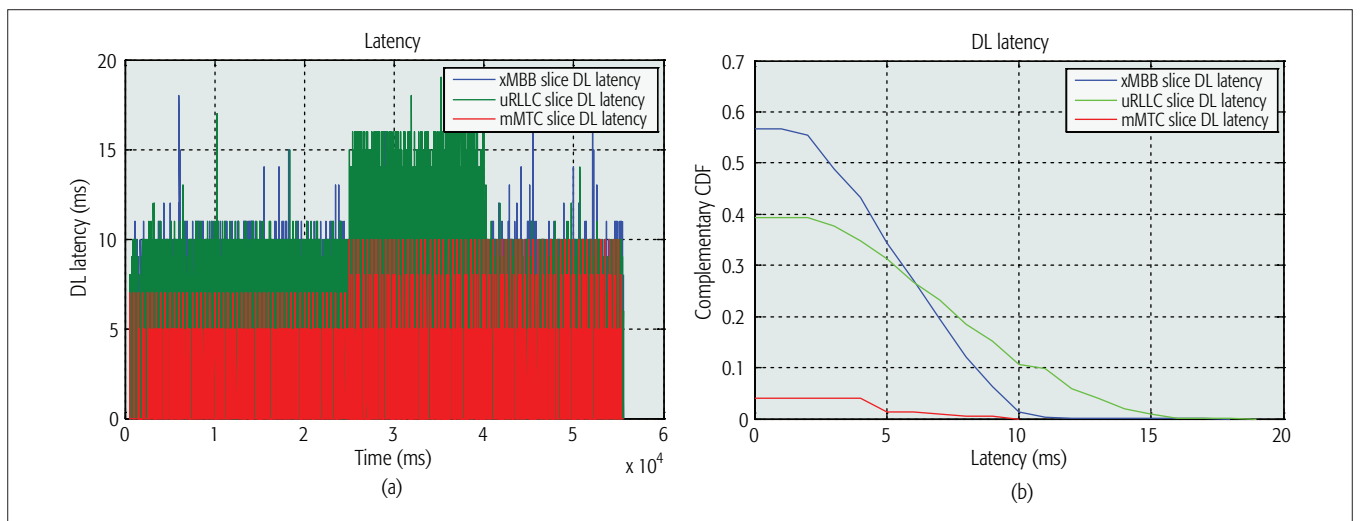 Latency
20
15
10
5
0
DL latency (ms)
xMBB slice DL latency
uRLLC slice DL latency
mMTC slice DL latency
0 1 2 3 4 5 6
Time (ms)
x 10⁴
(a)
DL latency
0.7
0.6
0.5
0.4
0.3
0.2
0.1
0
Complementary CDF
xMBB slice DL latency
uRLLC slice DL latency
mMTC slice DL latency
0 5 10 15 20
Latency (ms)
(b)